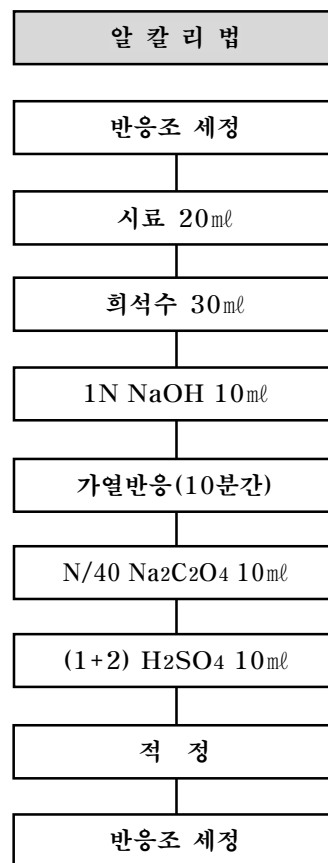 알 칼 리 법
반응조 세정
시료 20㎖
희석수 30㎖
1N NaOH 10㎖
가열반응(10분간)
N/40 Na2C2O4 10㎖
(1+2) H2SO4 10㎖
적 정
반응조 세정